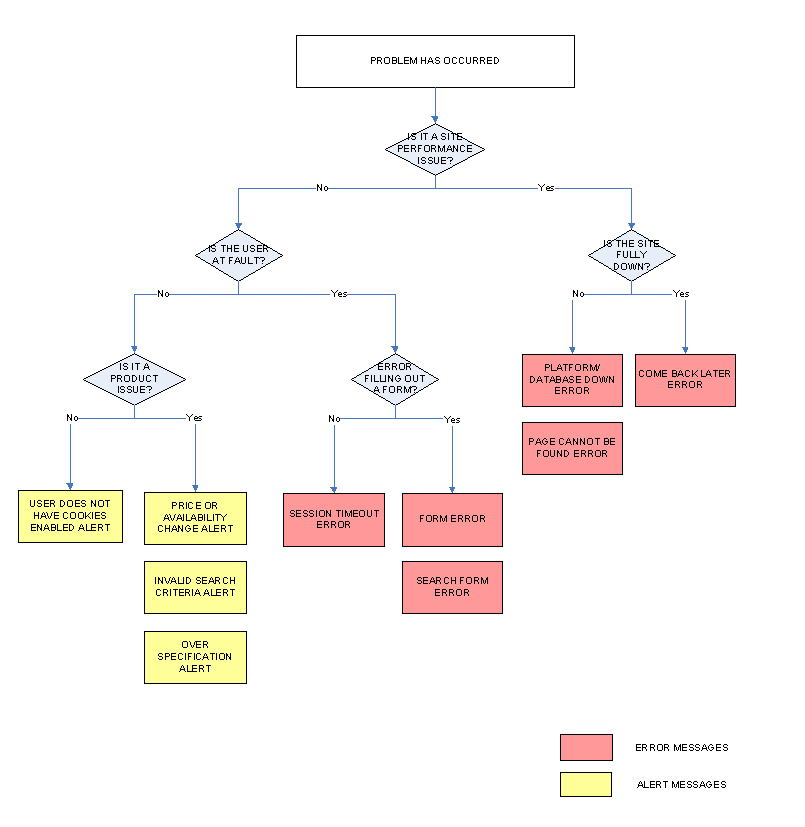 PROBLEM HAS OCCURRED
IS IT A SITE
PERFORMANCE
ISSUE?
No
Yes
IS THE USER
AT FAULT?
IS THE SITE
FULLY
DOWN?
No
Yes
No
Yes
IS IT A
PRODUCT
ISSUE?
ERROR
FILLING OUT
A FORM?
PLATFORM/
DATABASE DOWN
ERROR
COME BACK LATER
ERROR
No
Yes
No
Yes
PAGE CANNOT BE
FOUND ERROR
USER DOES NOT
HAVE COOKIES
ENABLED ALERT
PRICE OR
AVAILABILITY
CHANGE ALERT
SESSION TIMEOUT
ERROR
FORM ERROR
INVALID SEARCH
CRITERIA ALERT
SEARCH FORM
ERROR
OVER
SPECIFICATION
ALERT
ERROR MESSAGES
ALERT MESSAGES